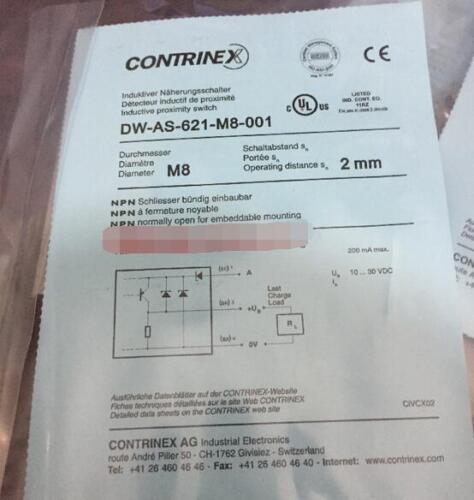 CONTRINEX
CE
Induktiver Näherungsschalter
Détecteur inductif de proximité
Inductive proximity switch
C UL US
LISTED
IND. CONT. EQ.
DW-AS-621-M8-001
Durchmesser
Diamètre
Diameter M8
Schaltabstand sn
Portée sn
Operating distance sn 2 mm
NPN Schliesser bündig einbaubar
NPN à fermeture noyable
NPN normally open for embeddable mounting
200 mA max.
A
UB 10 ... 30 VDC
Last
Charge
Load
+UB
RL
0V
Ausführliche Datenblätter auf der CONTRINEX-Website
Fiches techniques détaillées sur le site Web CONTRINEX
Detailed data sheets on the CONTRINEX web site
CIVCX02
CONTRINEX AG Industrial Electronics
route André Piller 50 - CH-1762 Givisiez - Switzerland
Tel: +41 26 460 46 46 - Fax: +41 26 460 46 40 - Internet: www.contrinex.com